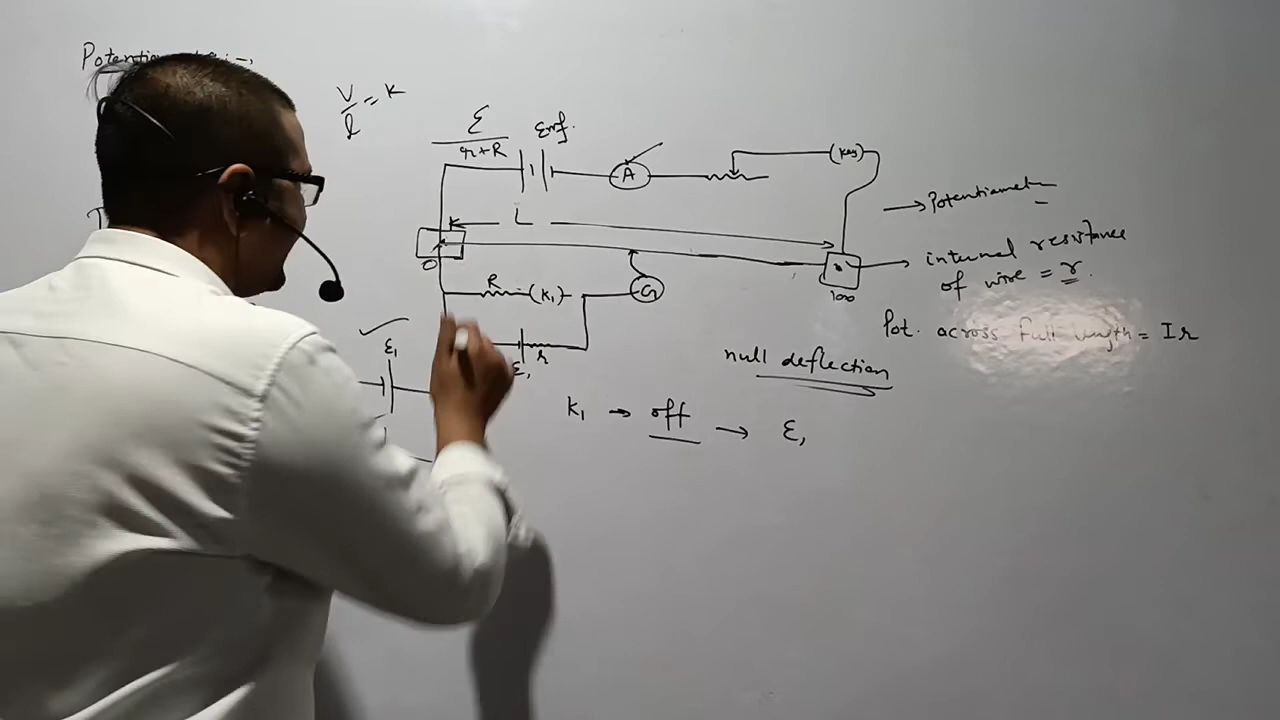 V/l = K
ε/(r+R)
Emf.
A
(Key)
→ Potentiometer
K ← L →
0
100
→ internal resistance
of wire = r.
R (K₁)
G
Pot. across full length = Ir
r
ε₁
null deflection
ε₁
K₁ → off → ε₁